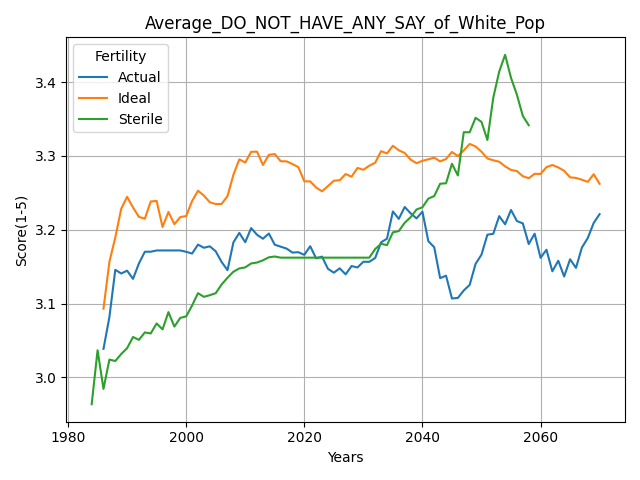 Average_DO_NOT_HAVE_ANY_SAY_of_White_Pop
Fertility
Actual
Ideal
Sterile
Score(1-5)
3.4
3.3
3.2
3.1
3.0
1980
2000
2020
2040
2060
Years